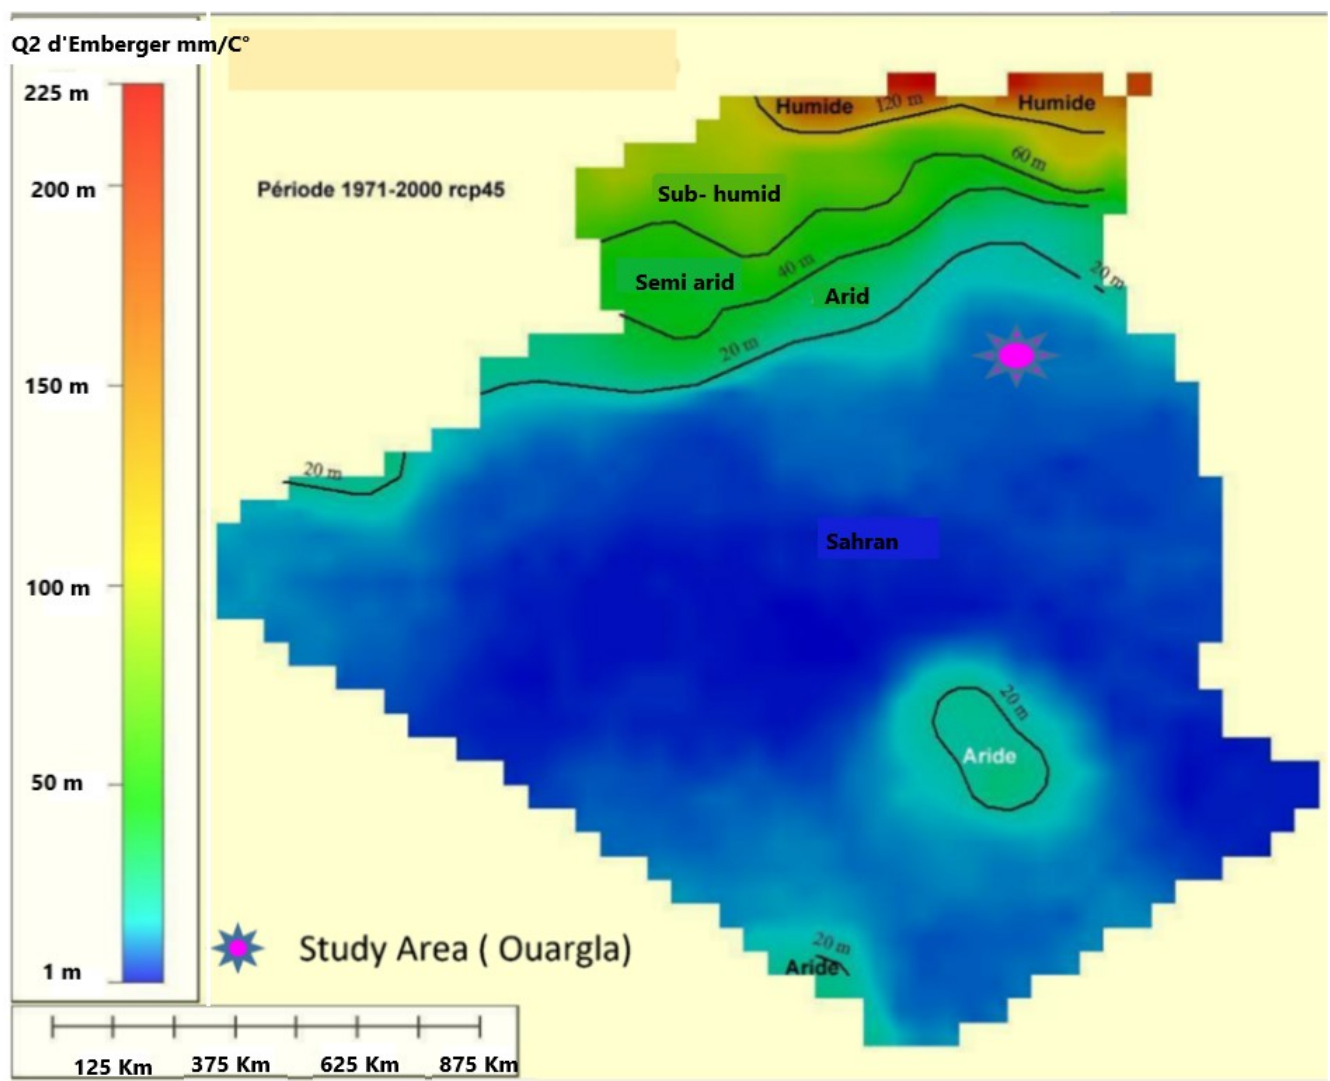 Q2 d'Emberger mm/C°
225 m
200 m
150 m
100 m
50 m
1 m
Période 1971-2000 rcp45
Humide
120 m
Humide
60 m
Sub- humid
40 m
Semi arid
Arid
20 m
20 m
20 m
Sahran
20 m
Aride
20 m
Aride
Study Area ( Ouargla)
125 Km 375 Km 625 Km 875 Km